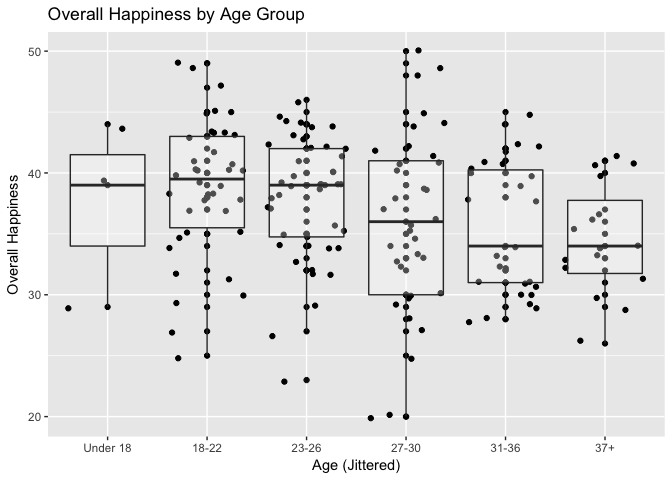 Overall Happiness by Age Group
50
40
30
20
Overall Happiness
Under 18
18-22
23-26
27-30
31-36
37+
Age (Jittered)